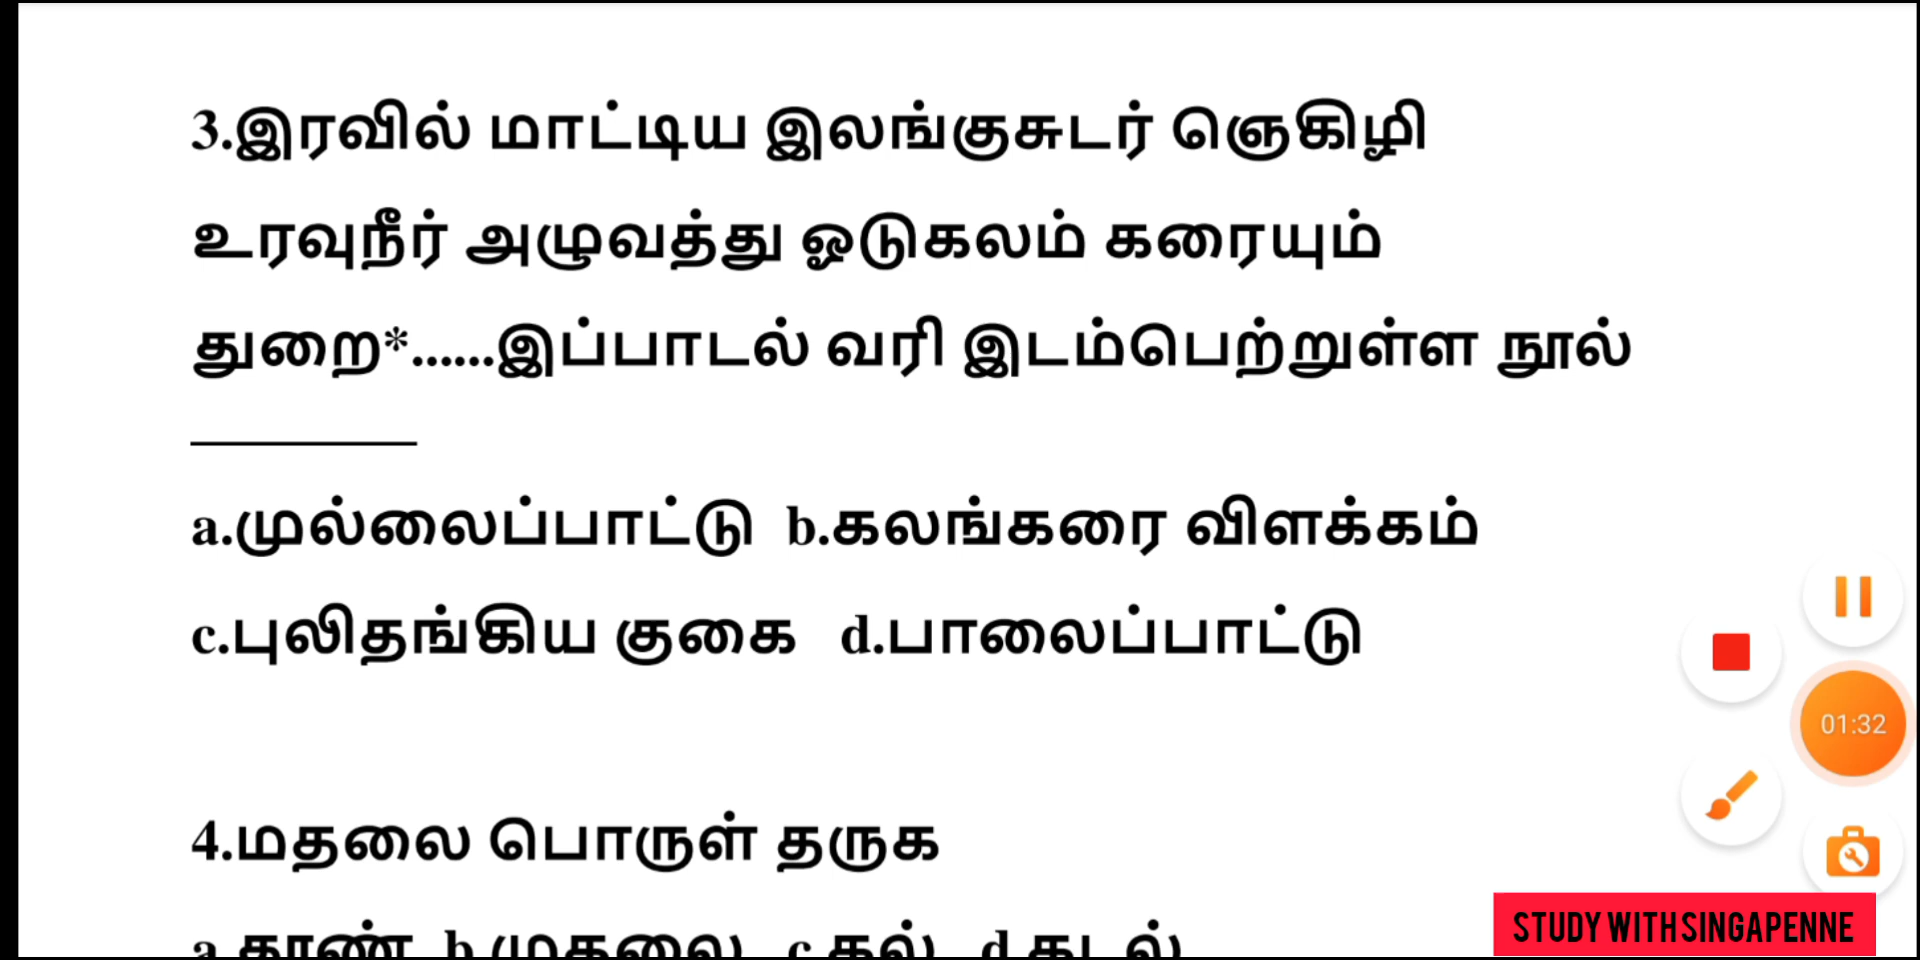 3.இரவில் மாட்டிய இலங்குசுடர் ஞெகிழி
உரவுநீர் அழுவத்து ஓடுகலம் கரையும்
துறை*......இப்பாடல் வரி இடம்பெற்றுள்ள நூல்
________
a.முல்லைப்பாட்டு b.கலங்கரை விளக்கம்
c.புலிதங்கிய குகை d.பாலைப்பாட்டு
01:32
4.மதலை பொருள் தருக
STUDY WITH SINGAPENNE